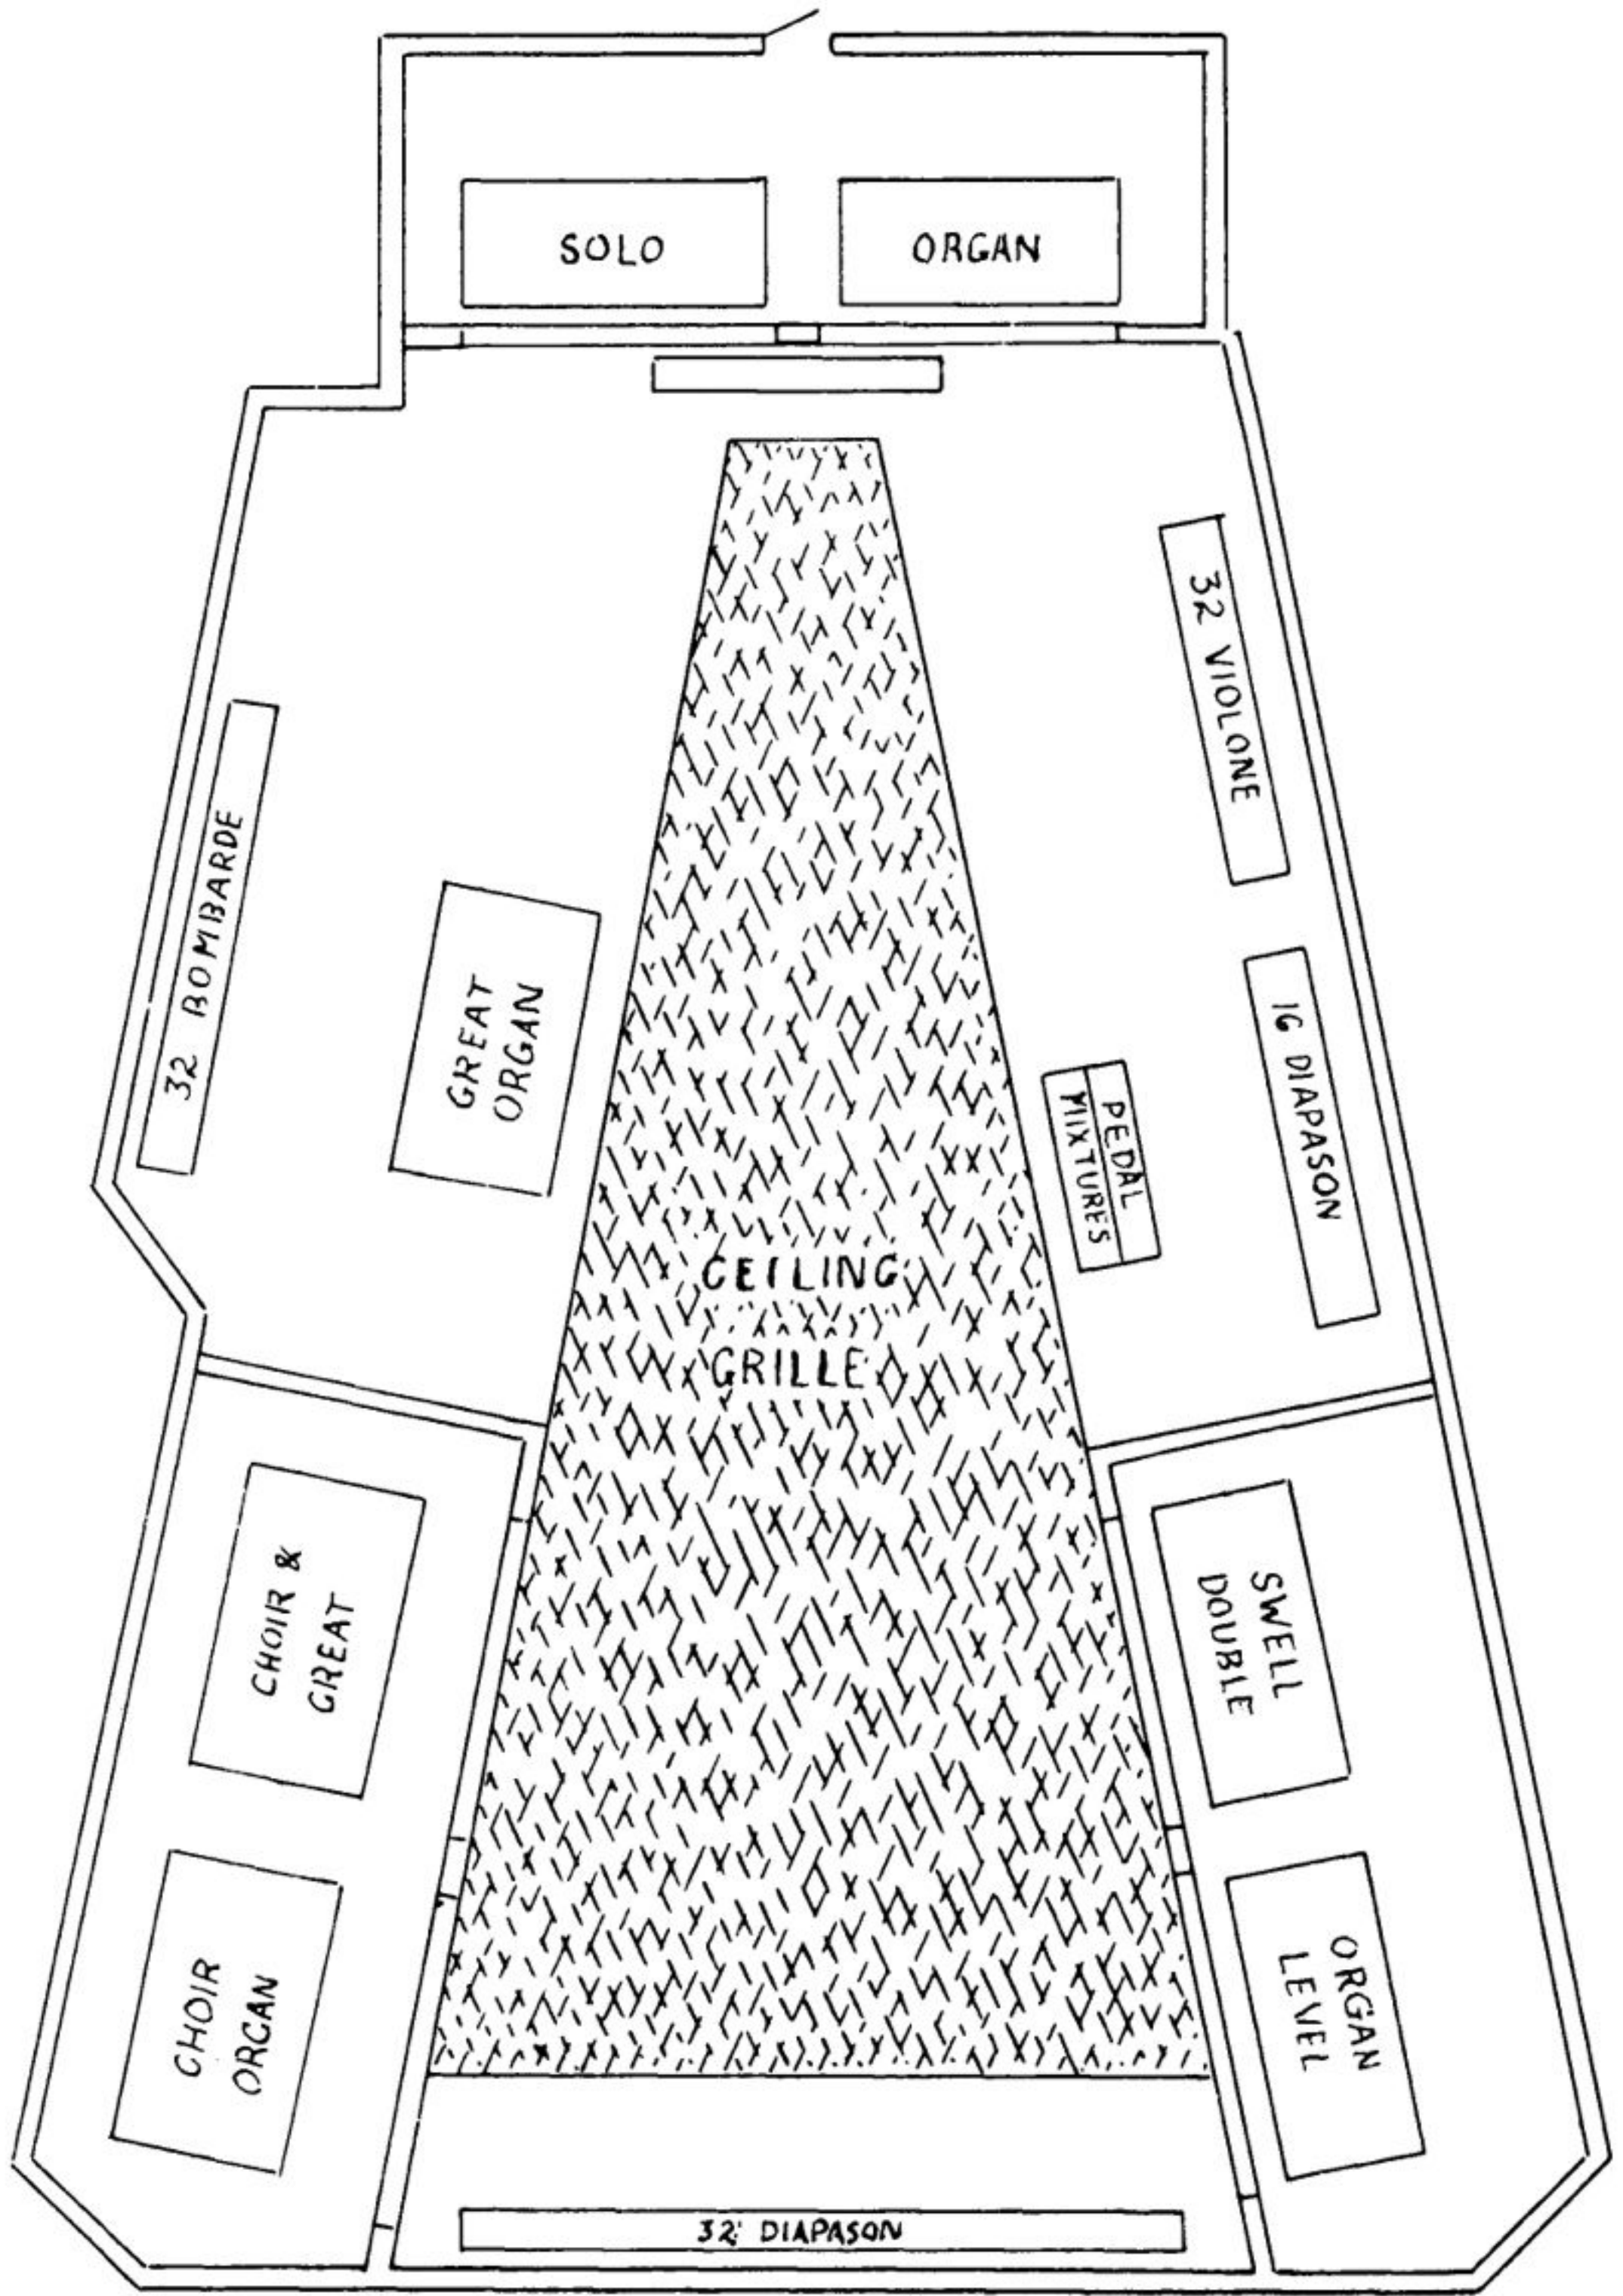 SOLO
ORGAN
32 VIOLONE
32 BOMBARDE
GREAT
ORGAN
16 DIAPASON
PEDAL
MIXTURES
CEILING
GRILLE
CHOIR &
GREAT
SWELL
DOUBLE
CHOIR
ORGAN
ORGAN
LEVEL
32' DIAPASON